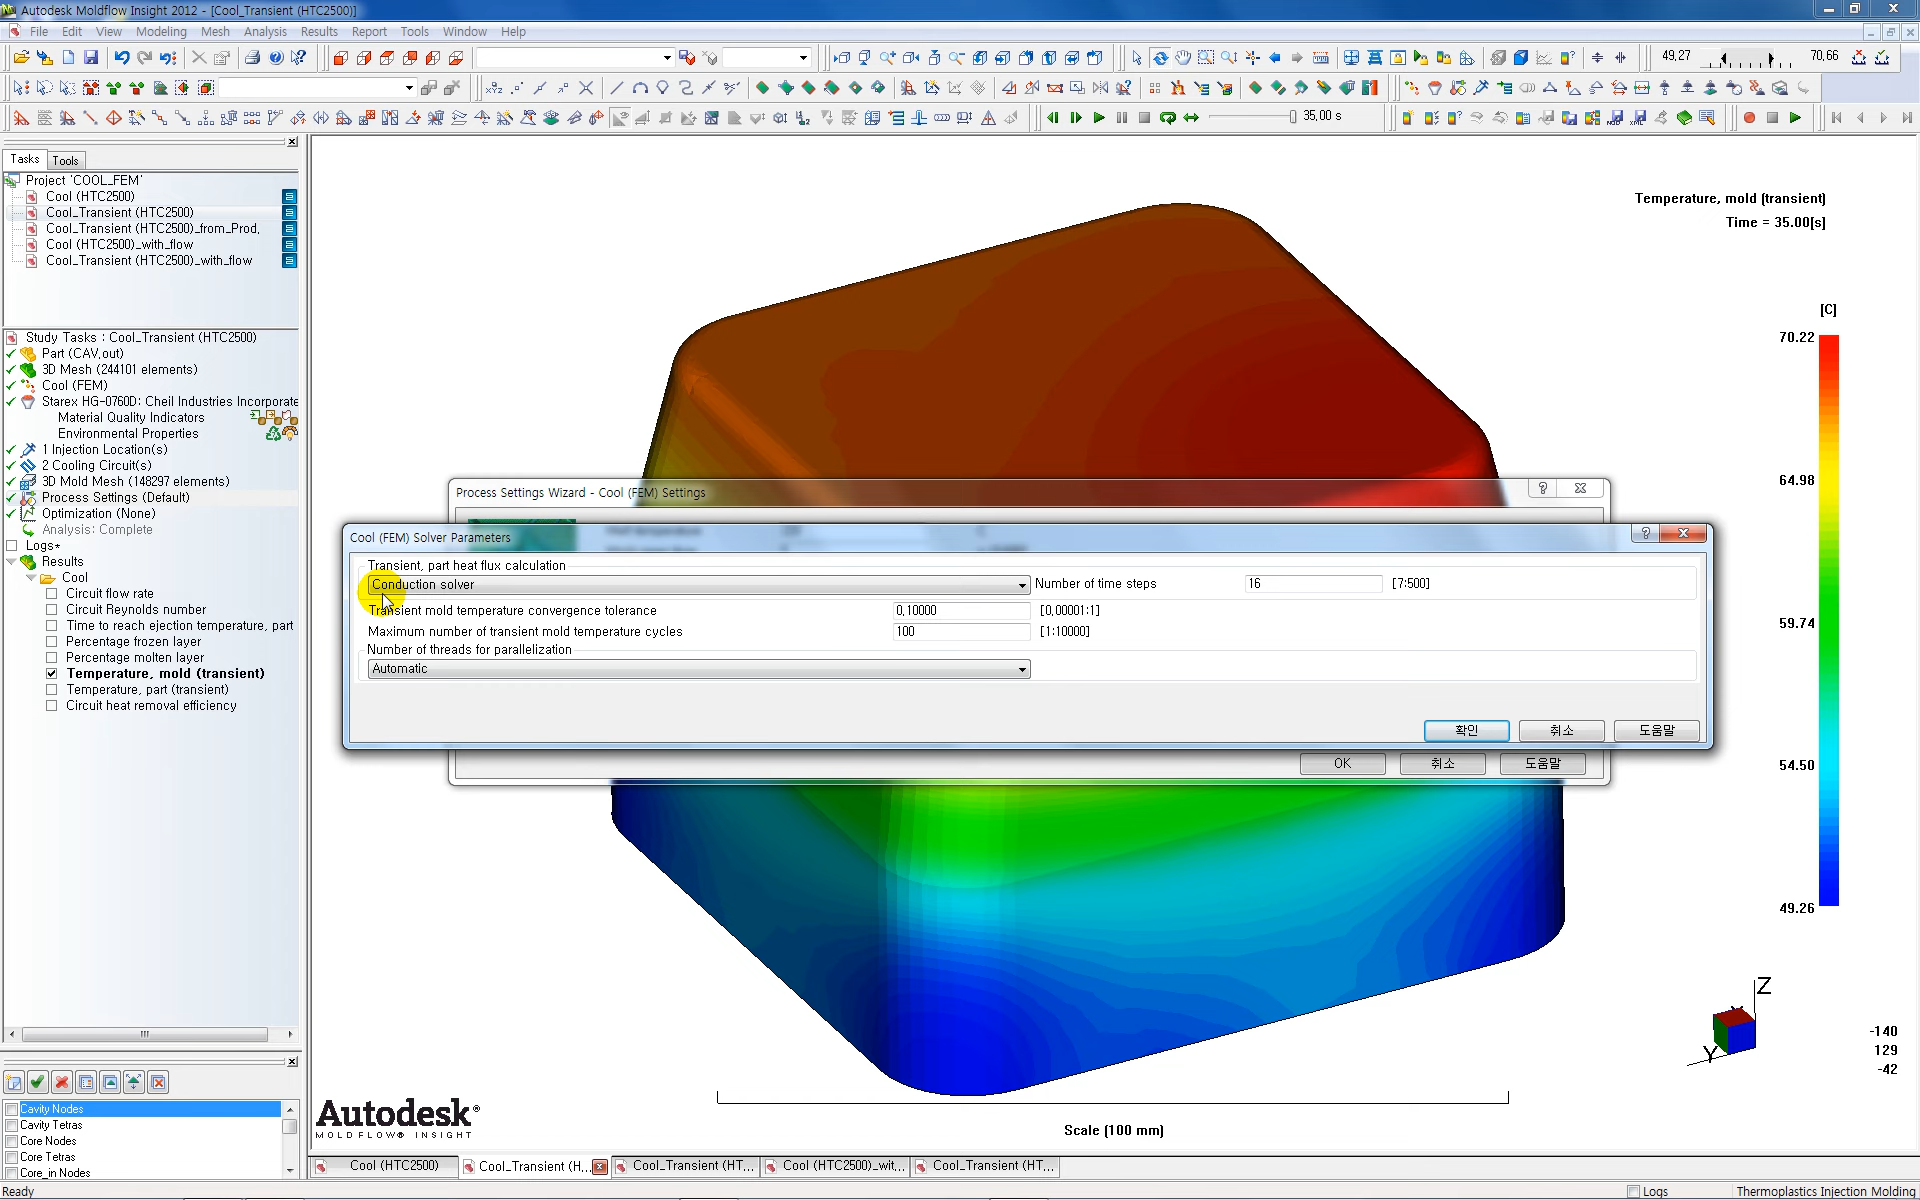 Autodesk Moldflow Insight 2012 - [Cool_Transient (HTC2500)]
File Edit View Modeling Mesh Analysis Results Report Tools Window Help
49,27 70,66
35,00 s
Tasks Tools
Project 'COOL_FEM'
Cool (HTC2500)
Cool_Transient (HTC2500)
Cool_Transient (HTC2500)_from_Prod,
Cool (HTC2500)_with_flow
Cool_Transient (HTC2500)_with_flow
Study Tasks : Cool_Transient (HTC2500)
Part (CAV,out)
3D Mesh (244101 elements)
Cool (FEM)
Starex HG-0760D: Cheil Industries Incorporate
Material Quality Indicators
Environmental Properties
1 Injection Location(s)
2 Cooling Circuit(s)
3D Mold Mesh (148297 elements)
Process Settings (Default)
Optimization (None)
Analysis: Complete
Logs*
Results
Cool
Circuit flow rate
Circuit Reynolds number
Time to reach ejection temperature, part
Percentage frozen layer
Percentage molten layer
Temperature, mold (transient)
Temperature, part (transient)
Circuit heat removal efficiency
Cavity Nodes
Cavity Tetras
Core Nodes
Core Tetras
Core_in Nodes
Temperature, mold (transient)
Time = 35.00[s]
[C]
70.22
64.98
59.74
54.50
49.26
Process Settings Wizard - Cool (FEM) Settings
Cool (FEM) Solver Parameters
Transient, part heat flux calculation
Conduction solver
Number of time steps 16 [7:500]
Transient mold temperature convergence tolerance 0,10000 [0,00001:1]
Maximum number of transient mold temperature cycles 100 [1:10000]
Number of threads for parallelization
Automatic
확인 취소 도움말
OK 취소 도움말
Z
Y
-140
129
-42
Autodesk®
MOLDFLOW® INSIGHT
Scale (100 mm)
Cool (HTC2500) Cool_Transient (H,,, Cool_Transient (HT,,, Cool (HTC2500)_wit,,, Cool_Transient (HT,,,
Ready Logs Thermoplastics Injection Molding